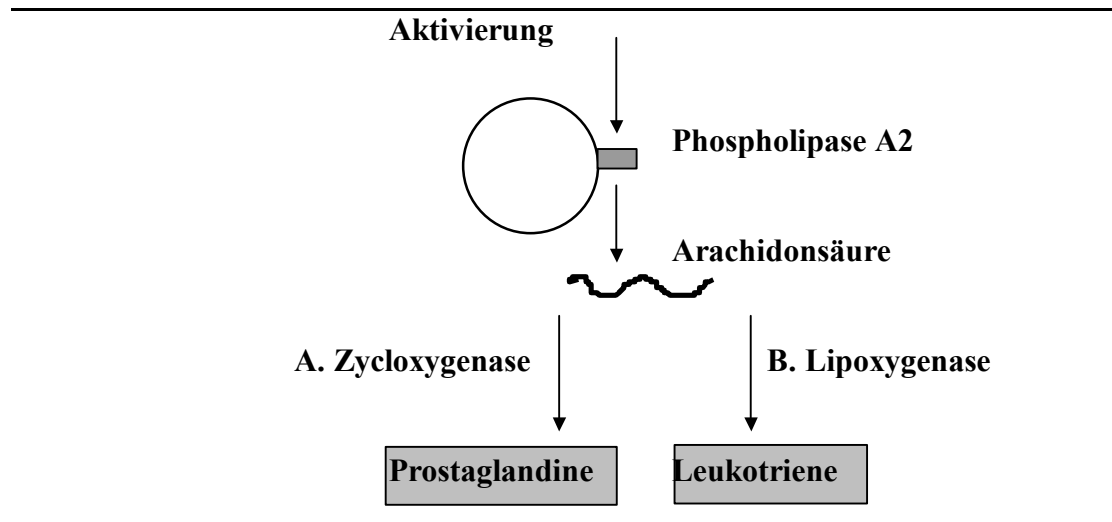 Aktivierung
Phospholipase A2
Arachidonsäure
A. Zycloxygenase
B. Lipoxygenase
Prostaglandine
Leukotriene